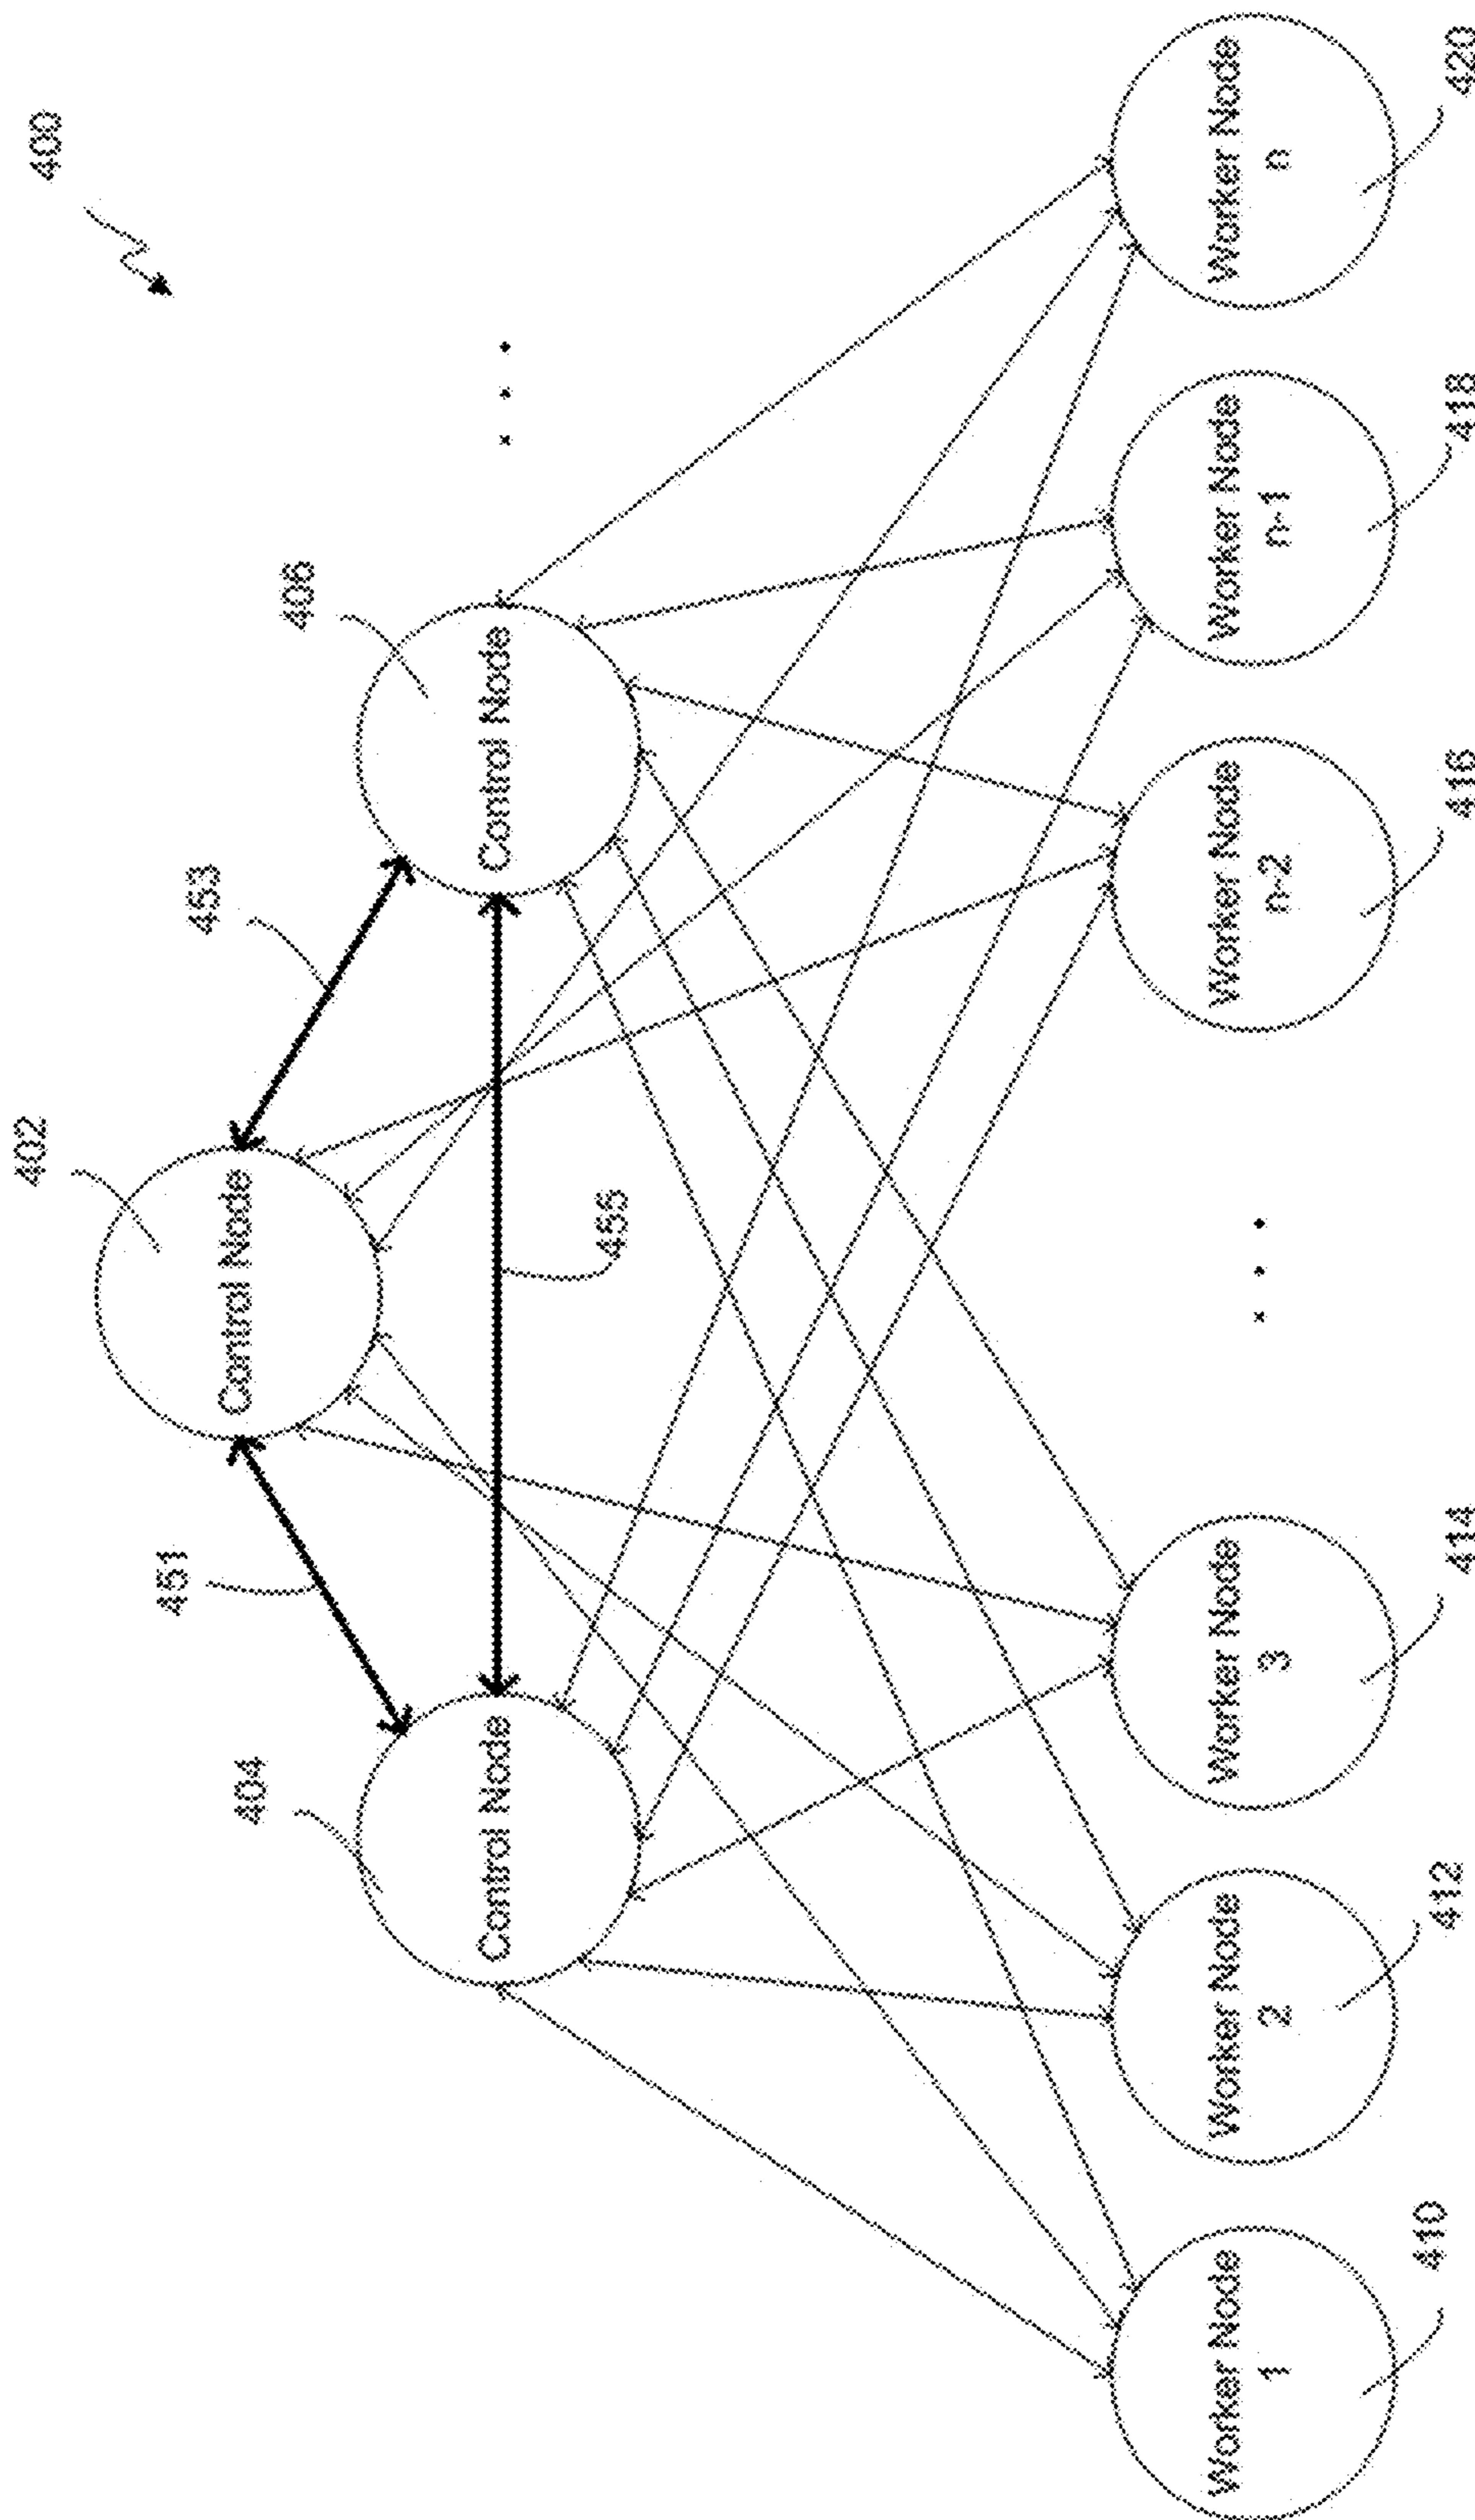 400
402
Control Node
451
453
404
Control Node
406
Control Node
. . .
455
Worker Node
1
410
Worker Node
2
412
Worker Node
3
414
. . .
Worker Node
n-2
416
Worker Node
n-1
418
Worker Node
n
420